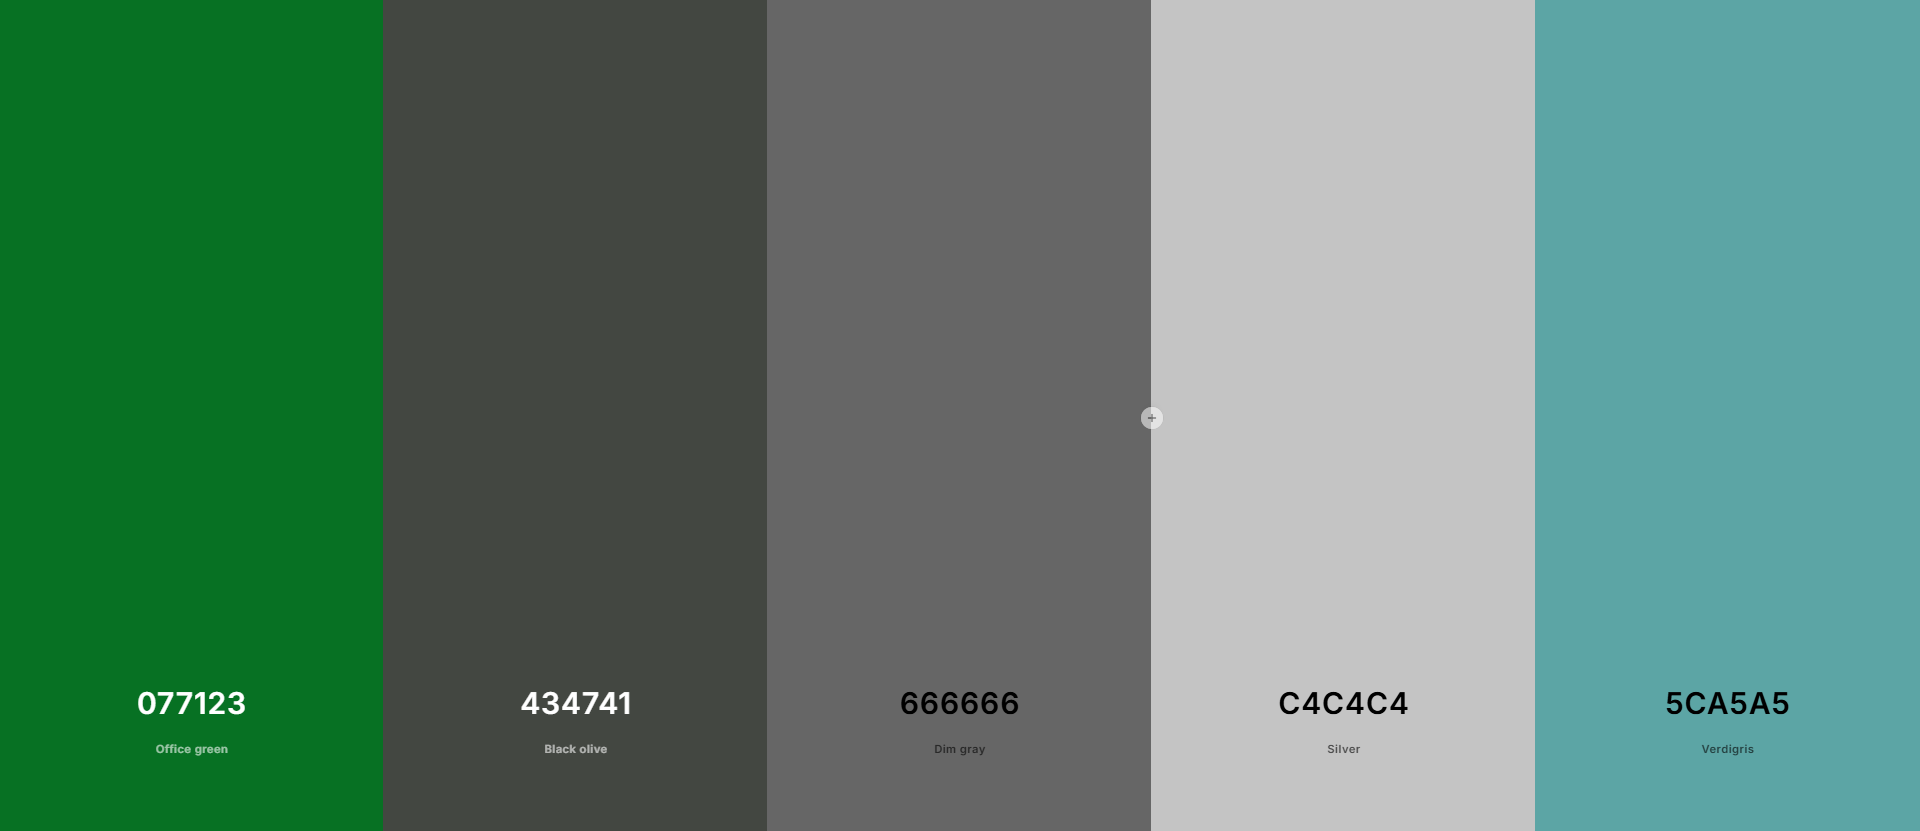 077123
Office green
434741
Black olive
666666
Dim gray
C4C4C4
Silver
5CA5A5
Verdigris